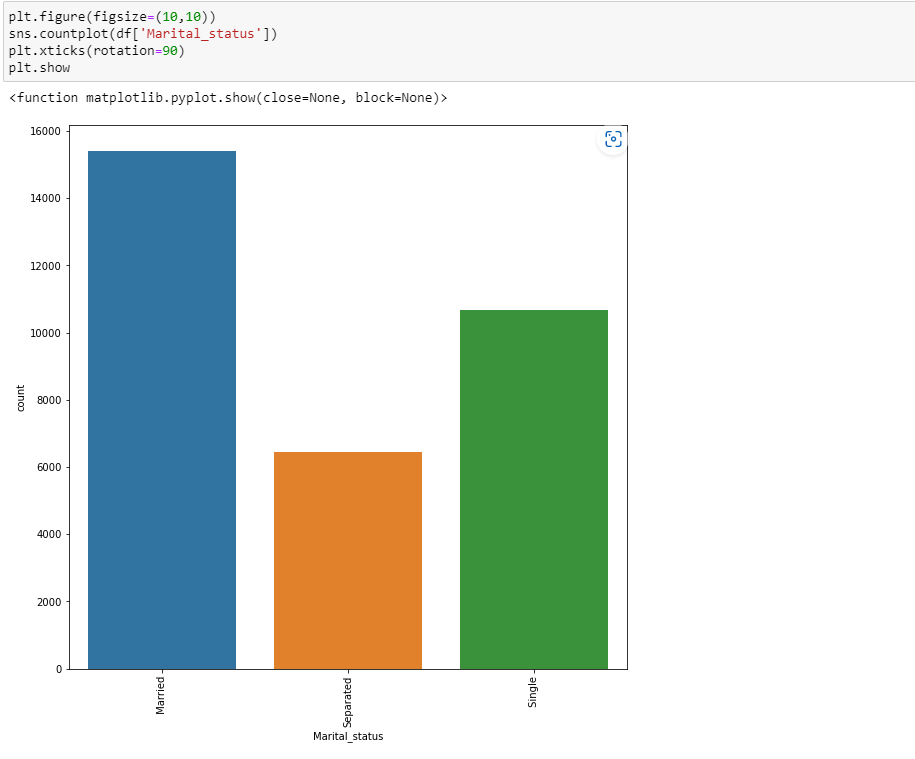 plt.figure(figsize=(10,10))
sns.countplot(df['Marital_status'])
plt.xticks(rotation=90)
plt.show
<function matplotlib.pyplot.show(close=None, block=None)>
16000
14000
12000
10000
8000
6000
4000
2000
0
count
Married
Separated
Single
Marital_status